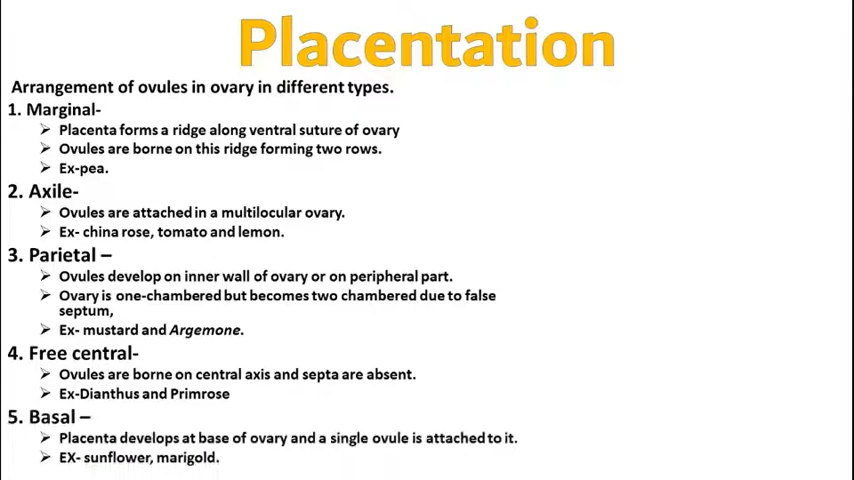 Placentation
Arrangement of ovules in ovary in different types.
1. Marginal-
➢ Placenta forms a ridge along ventral suture of ovary
➢ Ovules are borne on this ridge forming two rows.
➢ Ex-pea.
2. Axile-
➢ Ovules are attached in a multilocular ovary.
➢ Ex- china rose, tomato and lemon.
3. Parietal –
➢ Ovules develop on inner wall of ovary or on peripheral part.
➢ Ovary is one-chambered but becomes two chambered due to false
septum,
➢ Ex- mustard and Argemone.
4. Free central-
➢ Ovules are borne on central axis and septa are absent.
➢ Ex-Dianthus and Primrose
5. Basal –
➢ Placenta develops at base of ovary and a single ovule is attached to it.
➢ EX- sunflower, marigold.